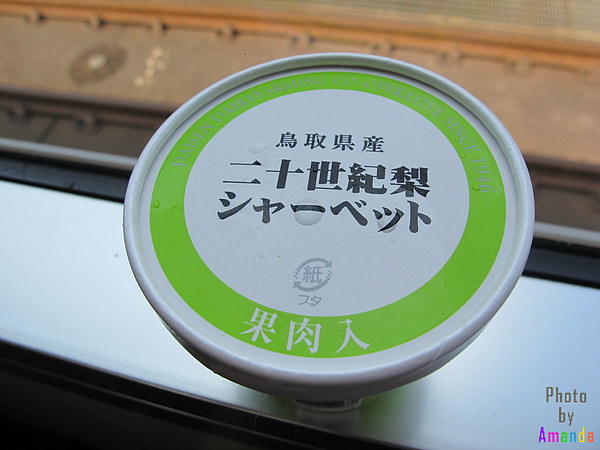 鳥取県産
二十世紀梨
シャーベット
紙
フタ
果肉入
Photo
by
Amanda